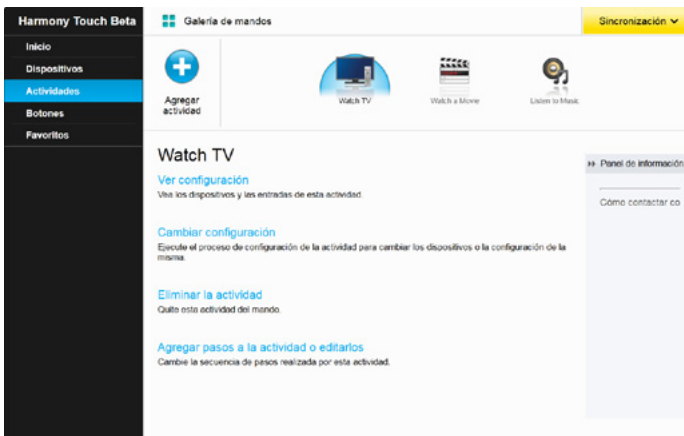 Harmony Touch Beta
Galería de mandos
Sincronización
Inicio
Dispositivos
Actividades
Botones
Favoritos
Agregar
actividad
Watch TV
Watch a Movie
Listen to Music
Watch TV
Ver configuración
Vea los dispositivos y las entradas de esta actividad.
Cambiar configuración
Ejecute el proceso de configuración de la actividad para cambiar los dispositivos o la configuración de la
misma.
Eliminar la actividad
Quite esta actividad del mando.
Agregar pasos a la actividad o editarlos
Cambie la secuencia de pasos realizada por esta actividad.
Panel de información
Cómo contactar co